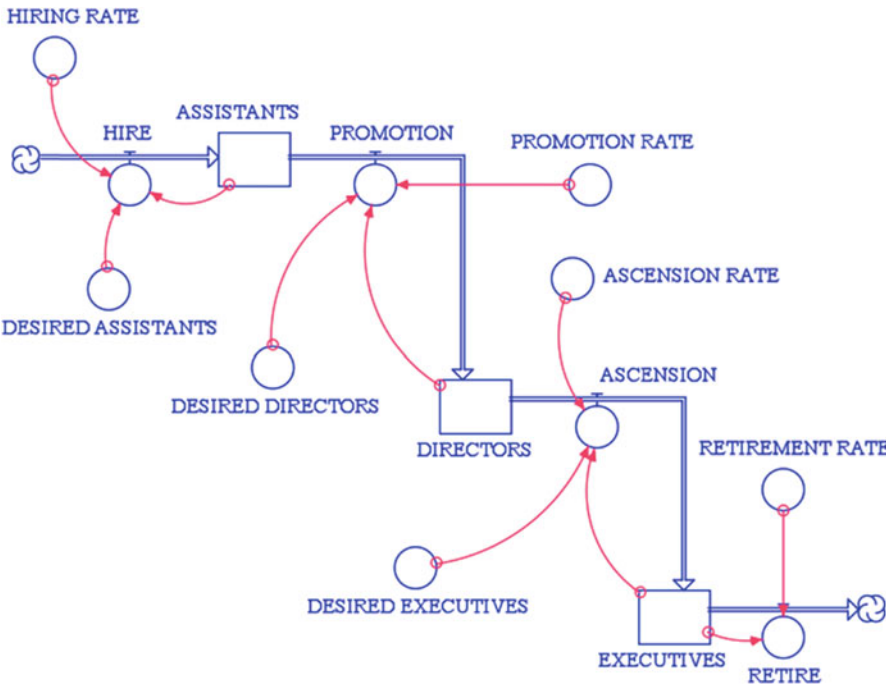 HIRING RATE
ASSISTANTS
HIRE
PROMOTION
PROMOTION RATE
DESIRED ASSISTANTS
ASCENSION RATE
DESIRED DIRECTORS
ASCENSION
DIRECTORS
RETIREMENT RATE
DESIRED EXECUTIVES
EXECUTIVES
RETIRE